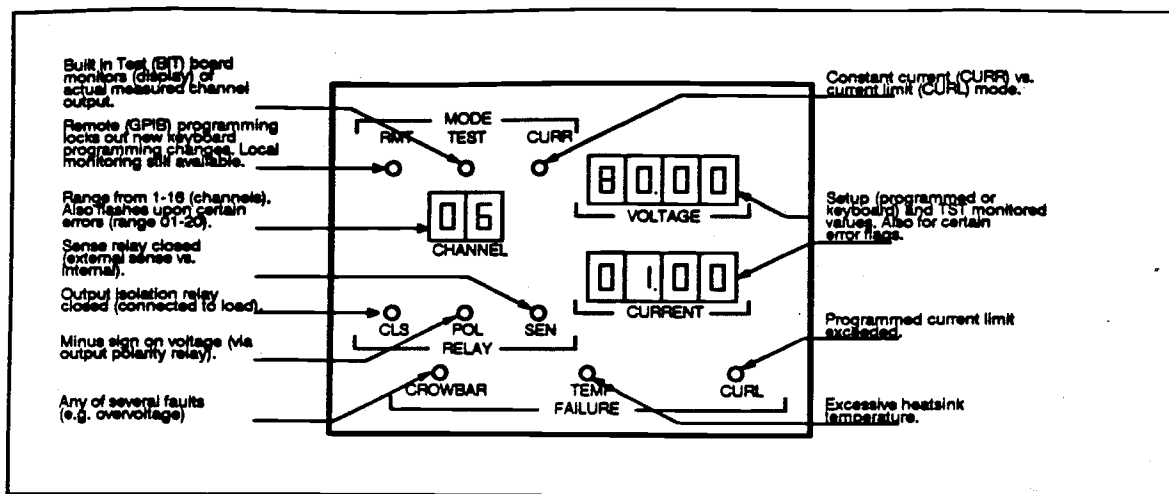 Built in Test (BIT) board
monitors (display) of
actual measured channel
output.
Remote (GPIB) programming
locks out new keyboard
programming changes. Local
monitoring still available.
Range from 1-16 (channels).
Also flashes upon certain
errors (range 01-20).
Sense relay closed
(external sense vs.
internal).
Output isolation relay
closed (connected to load).
Minus sign on voltage (via
output polarity relay).
Any of several faults
(e.g. overvoltage)
MODE
RMT TEST CURR
80.00
VOLTAGE
06
CHANNEL
01.00
CURRENT
CLS POL SEN
RELAY
CROWBAR TEMP CURL
FAILURE
Constant current (CURR) vs.
current limit (CURL) mode.
Setup (programmed or
keyboard) and TST monitored
values. Also for certain
error flags.
Programmed current limit
exclieded.
Excessive heatsink
temperature.